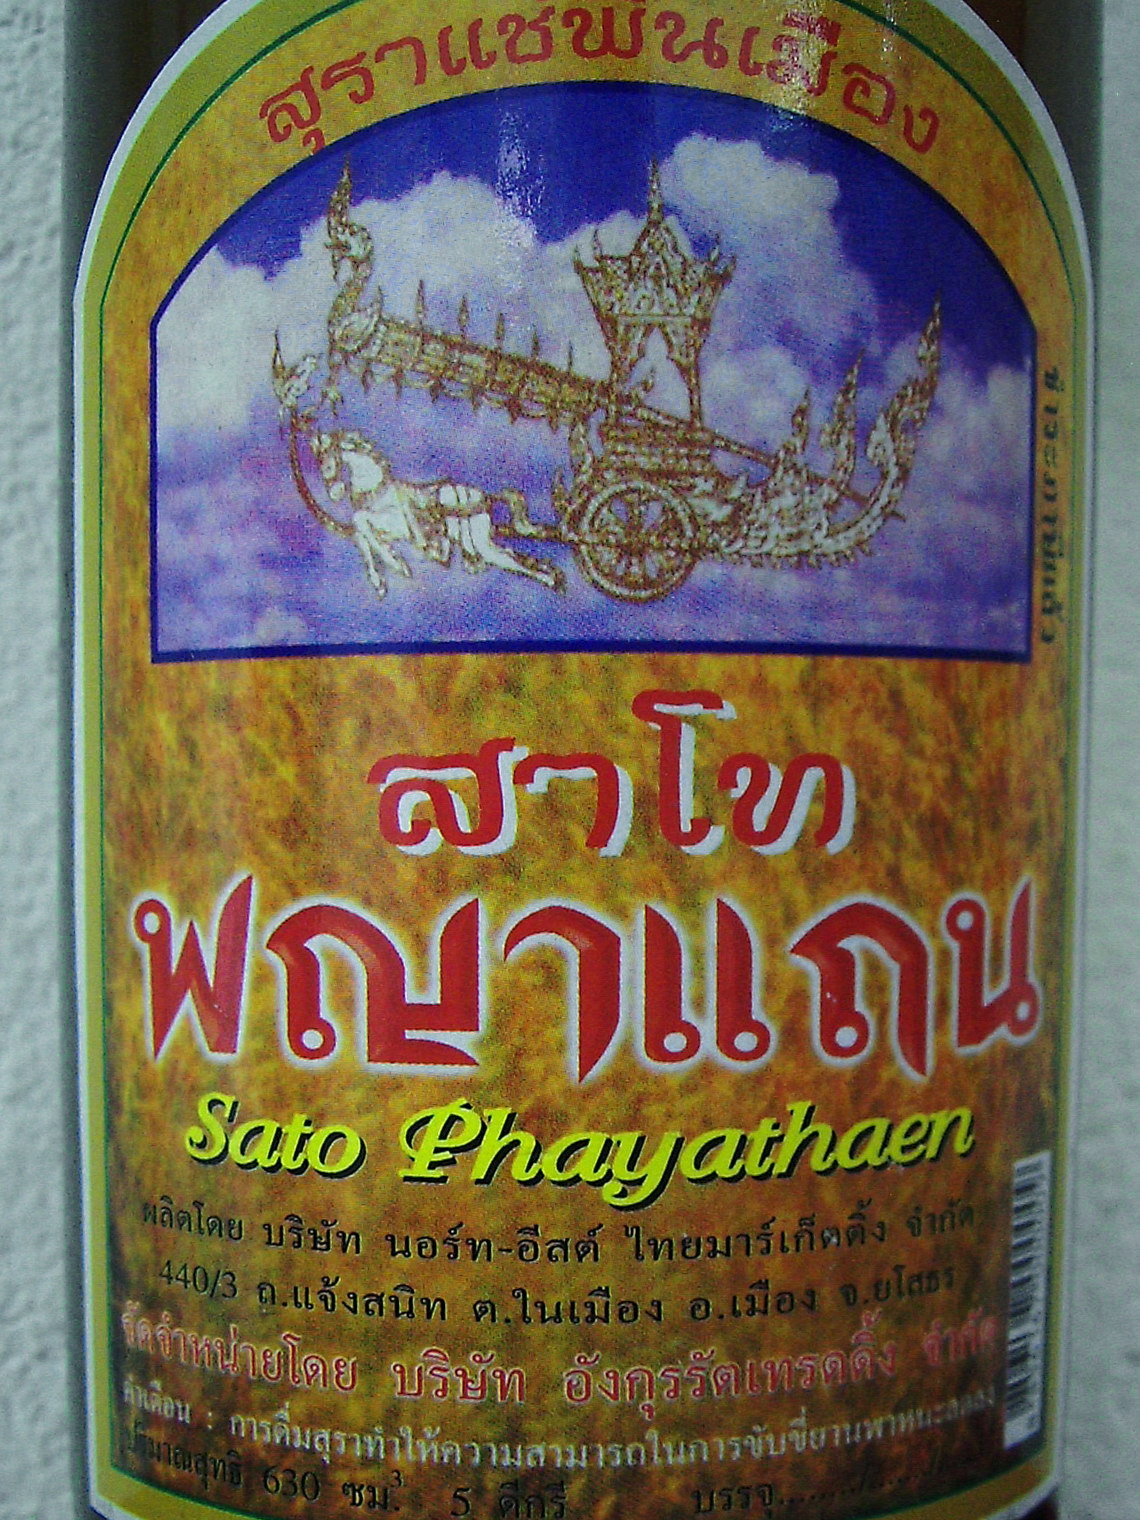 สุราแช่พื้นเมือง
สาโท
พญาแถน
Sato Phayathaen
ผลิตโดย บริษัท นอร์ท-อีสต์ ไทยมาร์เก็ตติ้ง จำกัด
440/3 ถ.แจ้งสนิท ต.ในเมือง อ.เมือง จ.ยโสธร
จัดจำหน่ายโดย บริษัท อังกุรรัตเทรดดิ้ง จำกัด
คำเตือน : การดื่มสุราทำให้ความสามารถในการขับขี่ยานพาหนะลดลง
ปริมาณสุทธิ 630 ซม.³ 5 ดีกรี บรรจุ......./......./.......